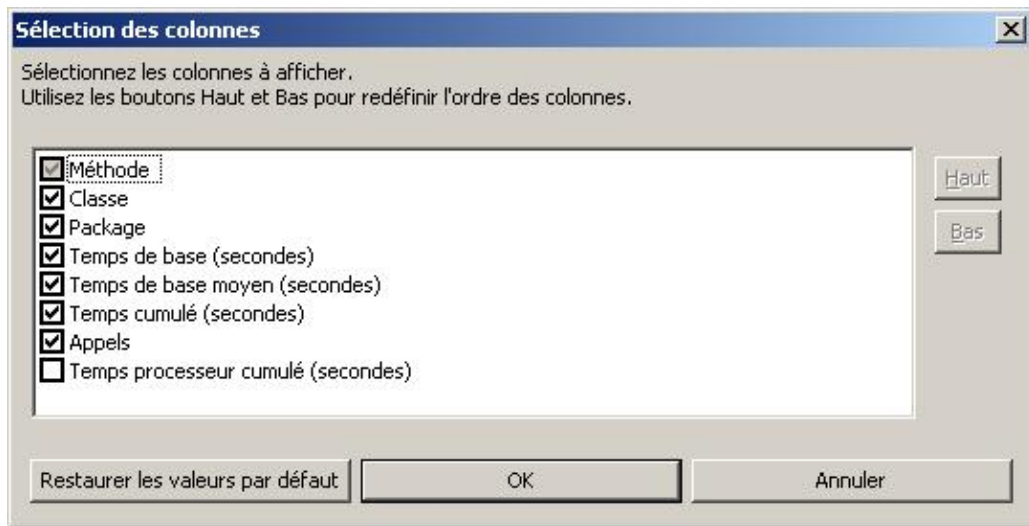 Sélection des colonnes
Sélectionnez les colonnes à afficher.
Utilisez les boutons Haut et Bas pour redéfinir l'ordre des colonnes.
Méthode
Haut
Classe
Package
Bas
Temps de base (secondes)
Temps de base moyen (secondes)
Temps cumulé (secondes)
Appels
Temps processeur cumulé (secondes)
Restaurer les valeurs par défaut
OK
Annuler